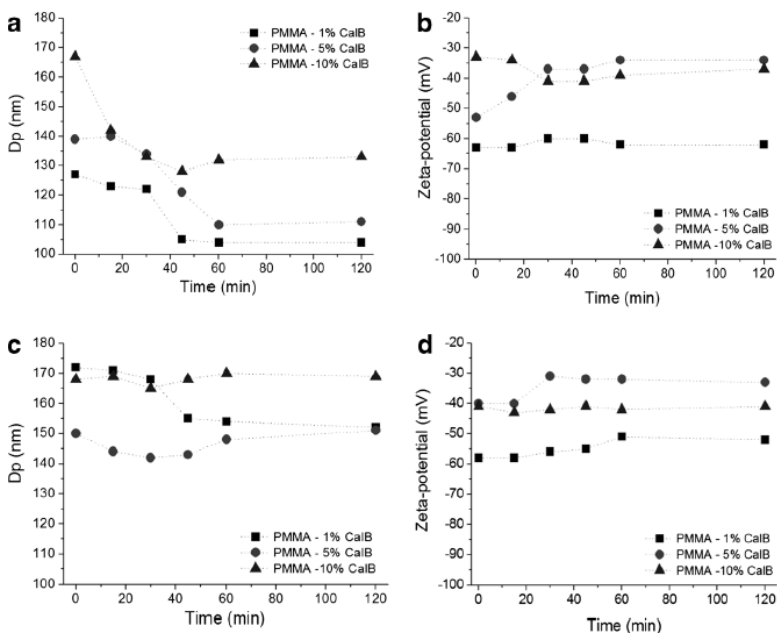 a
PMMA - 1% CalB
PMMA - 5% CalB
PMMA -10% CalB
180
170
160
150
140
130
120
110
100
Dp (nm)
0 20 40 60 80 100 120
Time (min)
b
-20
-30
-40
-50
-60
-70
-80
-90
-100
Zeta-potential (mV)
PMMA - 1% CalB
PMMA - 5% CalB
PMMA -10% CalB
0 20 40 60 80 100 120
Time (min)
c
180
170
160
150
140
130
120
110
100
Dp (nm)
PMMA - 1% CalB
PMMA - 5% CalB
PMMA -10% CalB
0 20 40 60 80 100 120
Time (min)
d
-20
-30
-40
-50
-60
-70
-80
-90
-100
Zeta-potential (mV)
PMMA - 1% CalB
PMMA - 5% CalB
PMMA -10% CalB
0 20 40 60 80 100 120
Time (min)